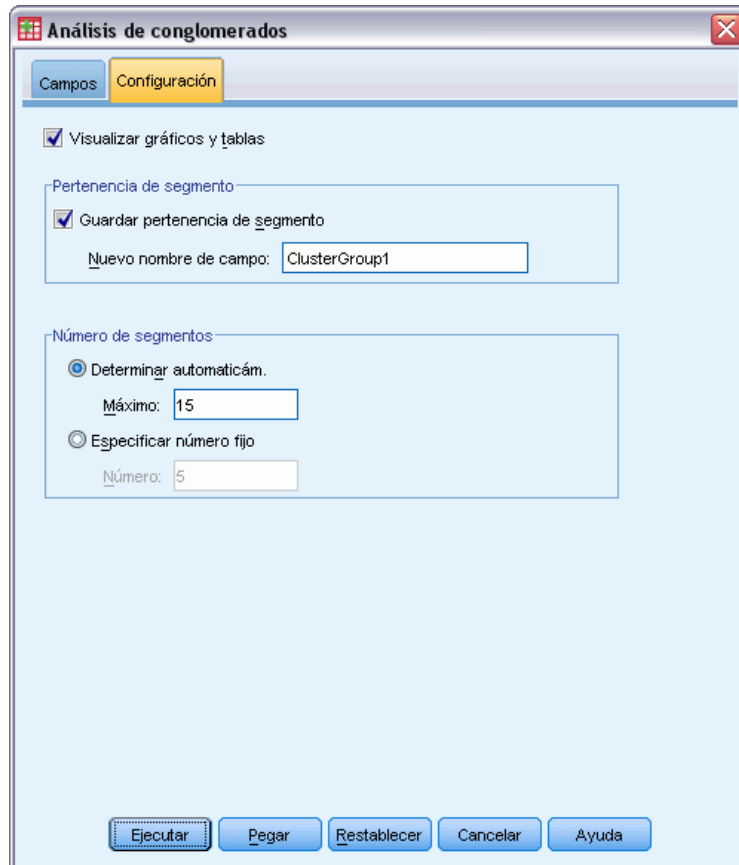 Análisis de conglomerados
Campos
Configuración
Visualizar gráficos y tablas
Pertenencia de segmento
Guardar pertenencia de segmento
Nuevo nombre de campo: ClusterGroup1
Número de segmentos
Determinar automaticám.
Máximo: 15
Especificar número fijo
Número: 5
Ejecutar Pegar Restablecer Cancelar Ayuda